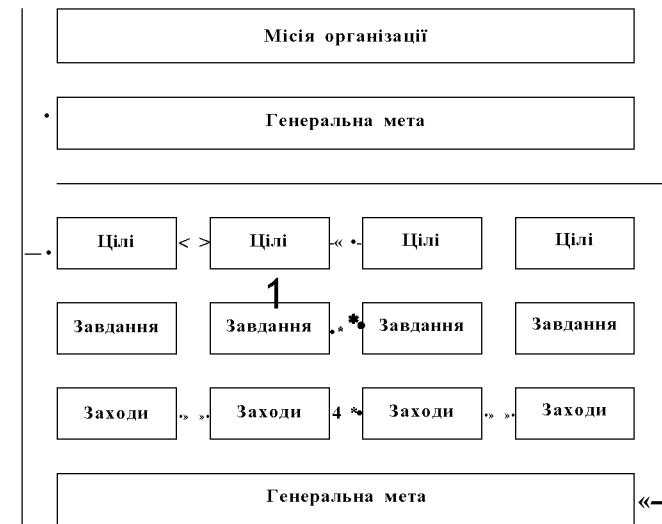 Місія організації
Генеральна мета
Цілі < > Цілі Цілі Цілі
1
Завдання Завдання Завдання Завдання
Заходи Заходи 4 Заходи Заходи
Генеральна мета